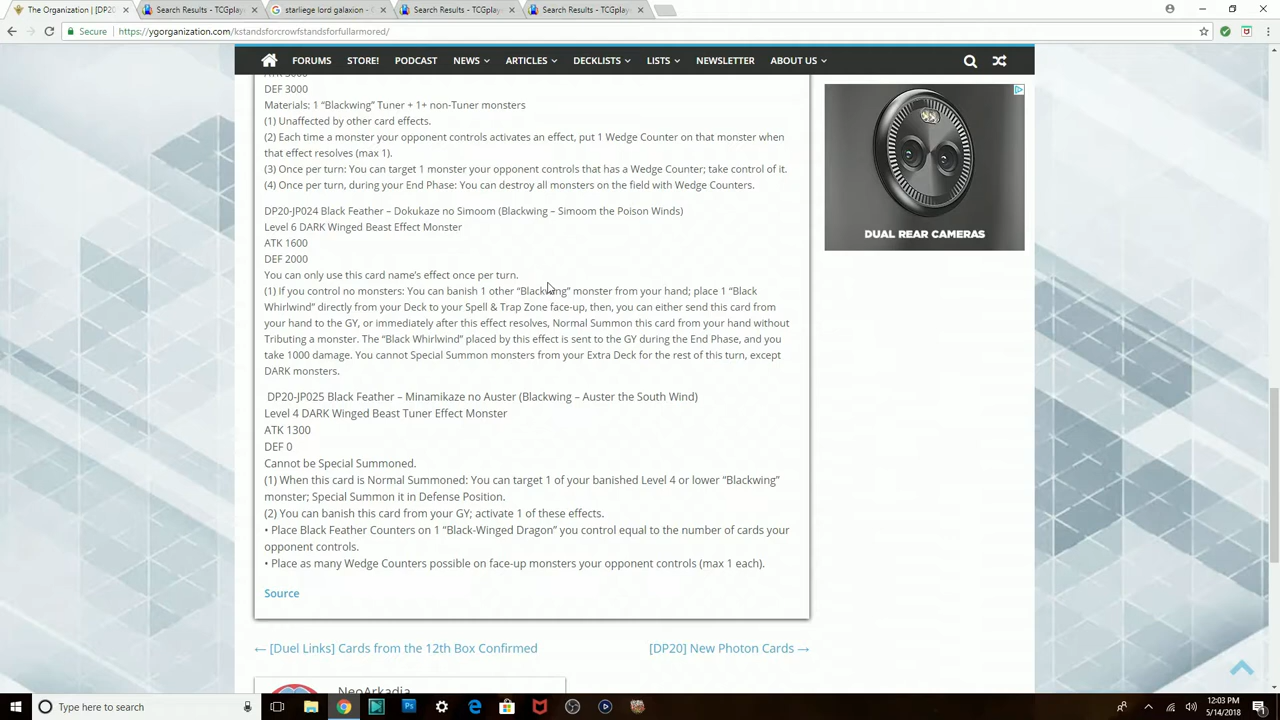 The Organization | [DP20
Search Results - TCGplaye
starliege lord galaxion -
Search Results - TCGplaye
Search Results - TCGplaye
Secure
https://ygorganization.com/kstandsforcrowfstandsforfullarmored/
FORUMS STORE! PODCAST NEWS ARTICLES DECKLISTS LISTS NEWSLETTER ABOUT US
DEF 3000
Materials: 1 “Blackwing” Tuner + 1+ non-Tuner monsters
(1) Unaffected by other card effects.
(2) Each time a monster your opponent controls activates an effect, put 1 Wedge Counter on that monster when
that effect resolves (max 1).
(3) Once per turn: You can target 1 monster your opponent controls that has a Wedge Counter; take control of it.
(4) Once per turn, during your End Phase: You can destroy all monsters on the field with Wedge Counters.
DP20-JP024 Black Feather – Dokukaze no Simoom (Blackwing – Simoom the Poison Winds)
Level 6 DARK Winged Beast Effect Monster
ATK 1600
DEF 2000
You can only use this card name’s effect once per turn.
(1) If you control no monsters: You can banish 1 other “Blackwing” monster from your hand; place 1 “Black
Whirlwind” directly from your Deck to your Spell & Trap Zone face-up, then, you can either send this card from
your hand to the GY, or immediately after this effect resolves, Normal Summon this card from your hand without
Tributing a monster. The “Black Whirlwind” placed by this effect is sent to the GY during the End Phase, and you
take 1000 damage. You cannot Special Summon monsters from your Extra Deck for the rest of this turn, except
DARK monsters.
DP20-JP025 Black Feather – Minamikaze no Auster (Blackwing – Auster the South Wind)
Level 4 DARK Winged Beast Tuner Effect Monster
ATK 1300
DEF 0
Cannot be Special Summoned.
(1) When this card is Normal Summoned: You can target 1 of your banished Level 4 or lower “Blackwing”
monster; Special Summon it in Defense Position.
(2) You can banish this card from your GY; activate 1 of these effects.
• Place Black Feather Counters on 1 “Black-Winged Dragon” you control equal to the number of cards your
opponent controls.
• Place as many Wedge Counters possible on face-up monsters your opponent controls (max 1 each).
Source
← [Duel Links] Cards from the 12th Box Confirmed
[DP20] New Photon Cards →
NeoArkadia
DUAL REAR CAMERAS
Type here to search
12:03 PM
5/14/2018